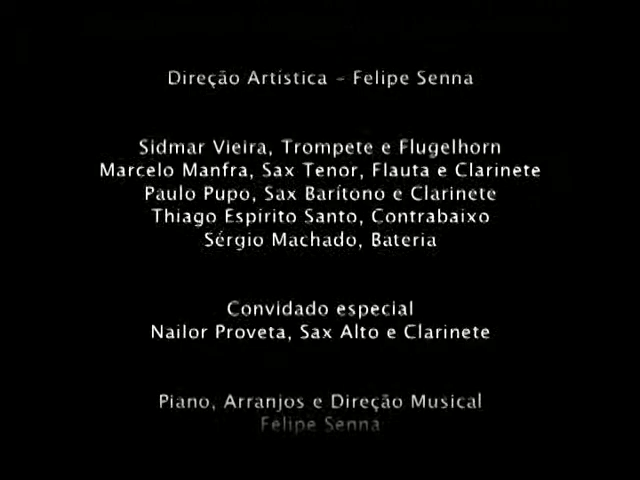 Direção Artística - Felipe Senna
Sidmar Vieira, Trompete e Flugelhorn
Marcelo Manfra, Sax Tenor, Flauta e Clarinete
Paulo Pupo, Sax Barítono e Clarinete
Thiago Espírito Santo, Contrabaixo
Sérgio Machado, Bateria
Convidado especial
Nailor Proveta, Sax Alto e Clarinete
Piano, Arranjos e Direção Musical
Felipe Senna